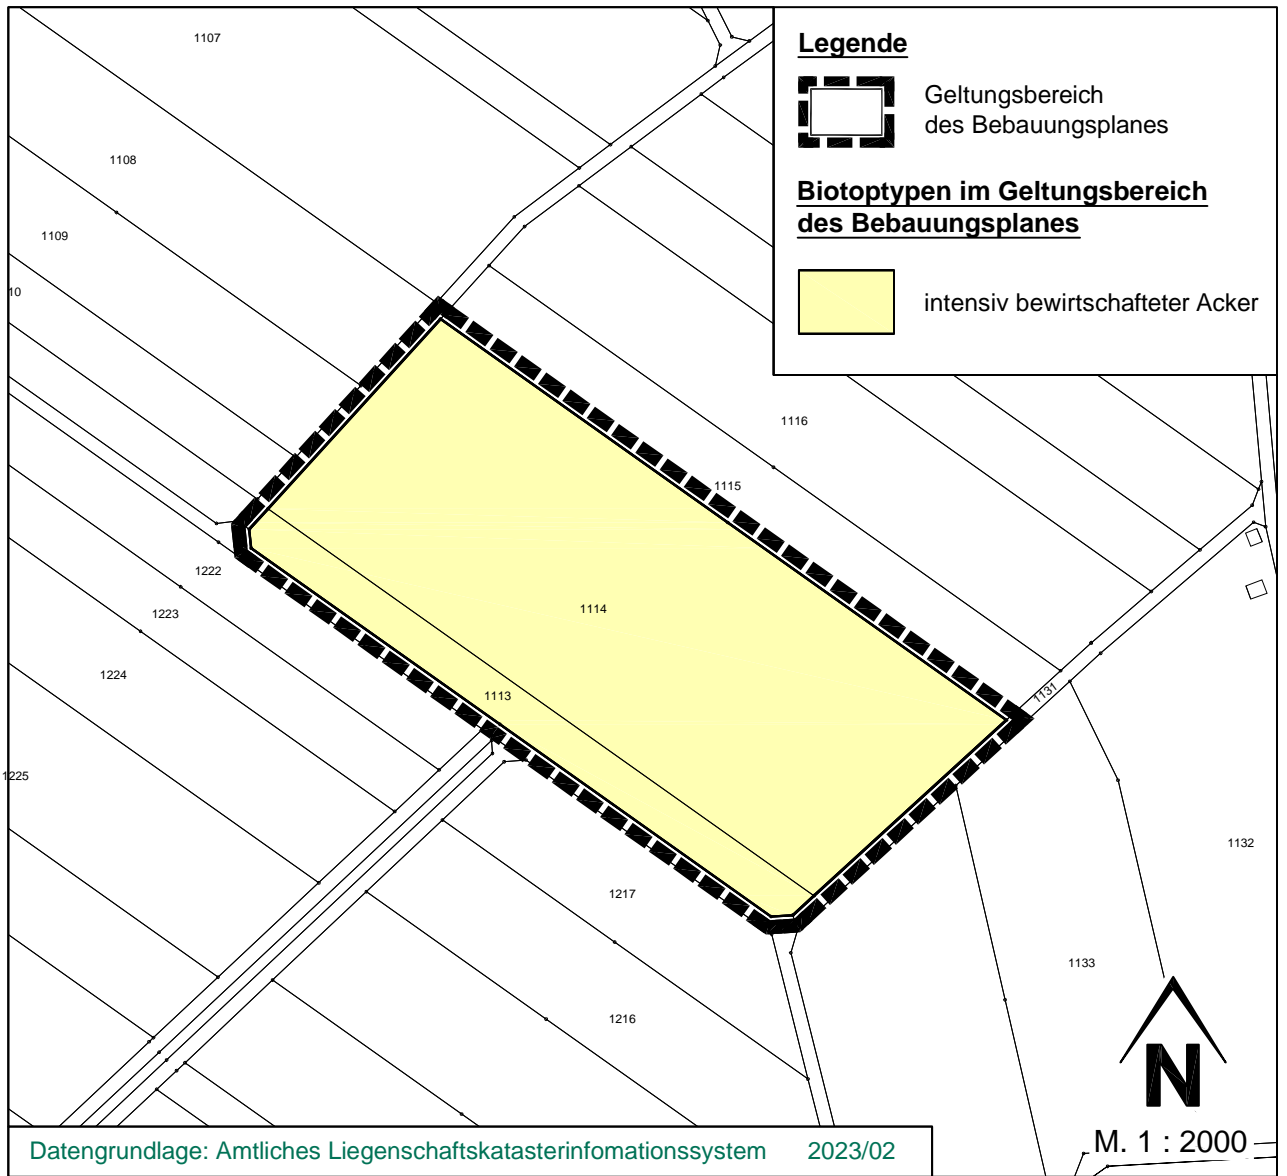 Legende
Geltungsbereich
des Bebauungsplanes
Biotoptypen im Geltungsbereich
des Bebauungsplanes
intensiv bewirtschafteter Acker
1107
1108
1109
10
1116
1115
1222
1114
1223
1224
1113
1131
1225
1132
1217
1133
1216
N
M. 1 : 2000
Datengrundlage: Amtliches Liegenschaftskatasterinfomationssystem 2023/02